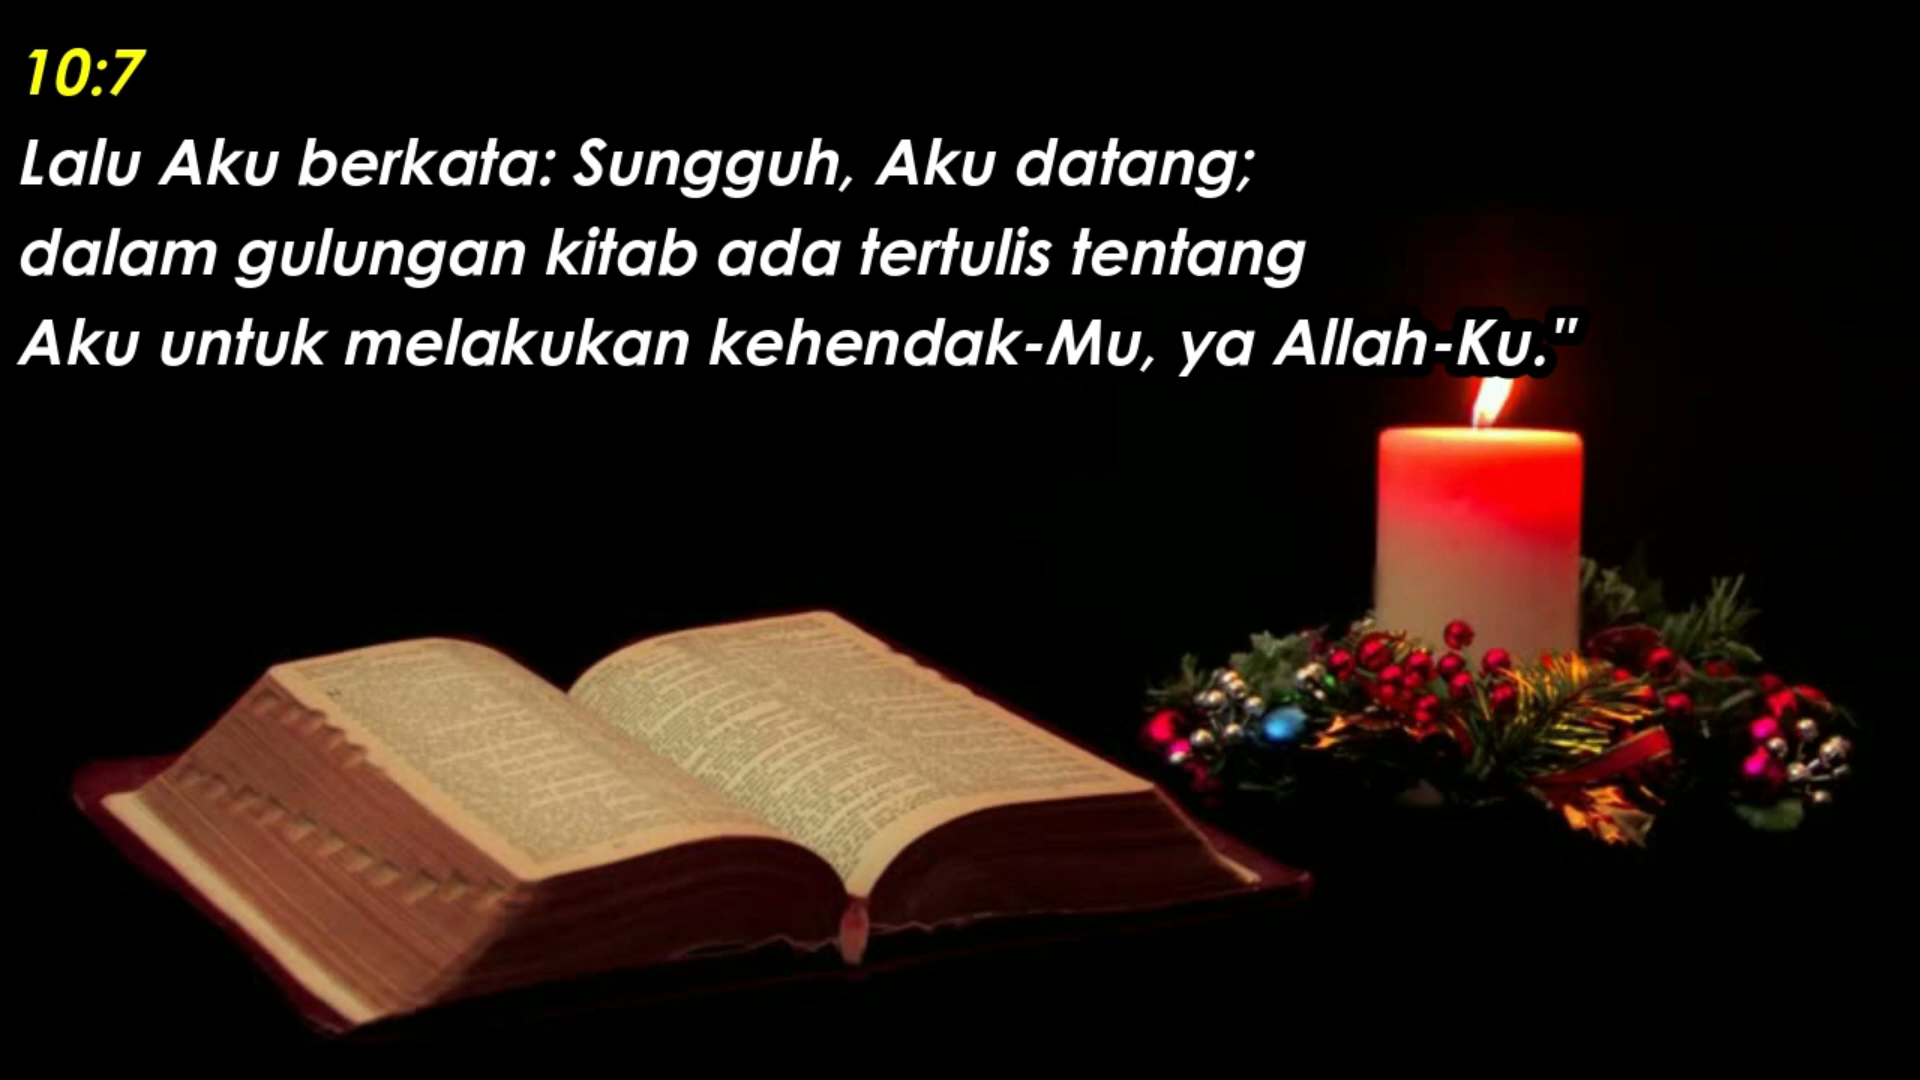 10:7
Lalu Aku berkata: Sungguh, Aku datang;
dalam gulungan kitab ada tertulis tentang
Aku untuk melakukan kehendak-Mu, ya Allah-Ku."